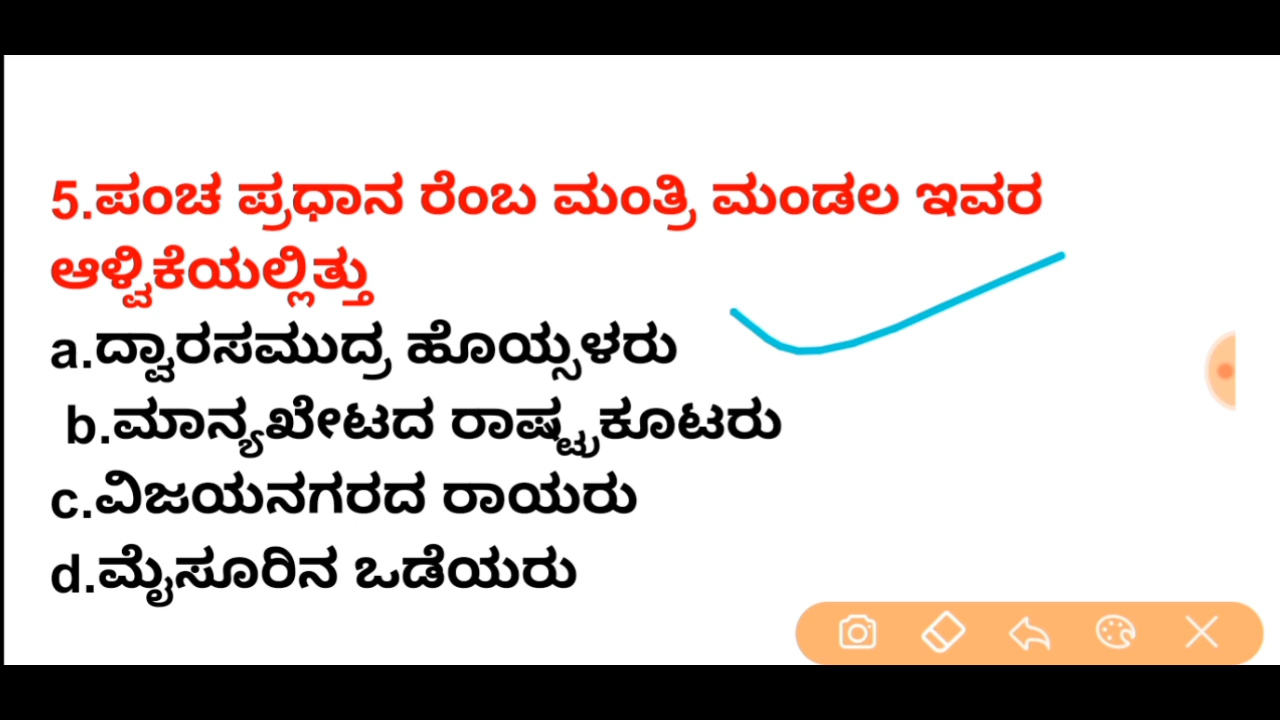 5.ಪಂಚ ಪ್ರಧಾನ ರೆಂಬ ಮಂತ್ರಿ ಮಂಡಲ ಇವರ
ಆಳ್ವಿಕೆಯಲ್ಲಿತ್ತು
a.ದ್ವಾರಸಮುದ್ರ ಹೊಯ್ಸಳರು
b.ಮಾನ್ಯಖೇಟದ ರಾಷ್ಟ್ರಕೂಟರು
c.ವಿಜಯನಗರದ ರಾಯರು
d.ಮೈಸೂರಿನ ಒಡೆಯರು